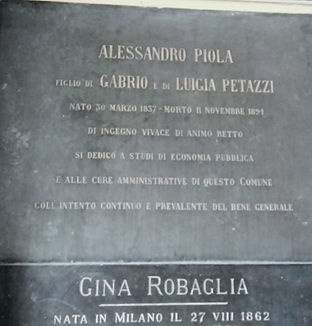 ALESSANDRO PIOLA
FIGLIO DI GABRIO E DI LUIGIA PETAZZI
NATO 30 MARZO 1837 - MORTO 11 NOVEMBRE 1894
DI INGEGNO VIVACE DI ANIMO RETTO
SI DEDICÒ A STUDI DI ECONOMIA PUBBLICA
E ALLE CURE AMMINISTRATIVE DI QUESTO COMUNE
COLL'INTENTO CONTINUO E PREVALENTE DEL BENE GENERALE
GINA ROBAGLIA
NATA IN MILANO IL 27 VIII 1862